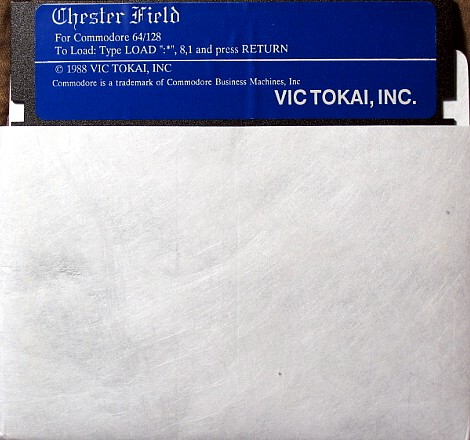 Chester Field
For Commodore 64/128
To Load: Type LOAD ":*", 8,1 and press RETURN
© 1988 VIC TOKAI, INC
Commodore is a trademark of Commodore Business Machines, Inc
VIC TOKAI, INC.